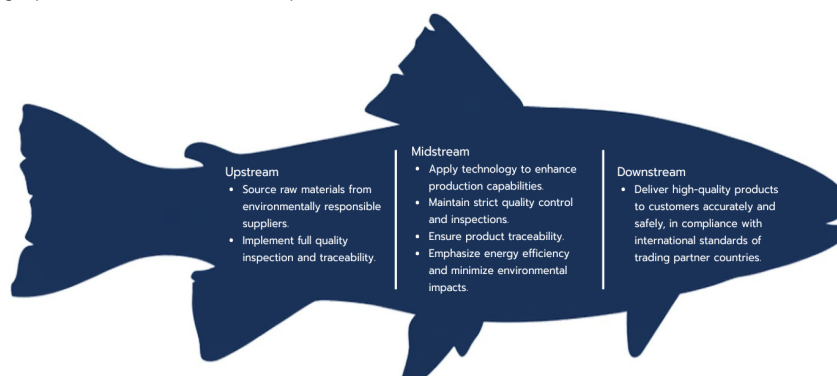 Upstream
• Source raw materials from
environmentally responsible
suppliers.
• Implement full quality
inspection and traceability.
Midstream
• Apply technology to enhance
production capabilities.
• Maintain strict quality control
and inspections.
• Ensure product traceability.
• Emphasize energy efficiency
and minimize environmental
impacts.
Downstream
• Deliver high-quality products
to customers accurately and
safely, in compliance with
international standards of
trading partner countries.